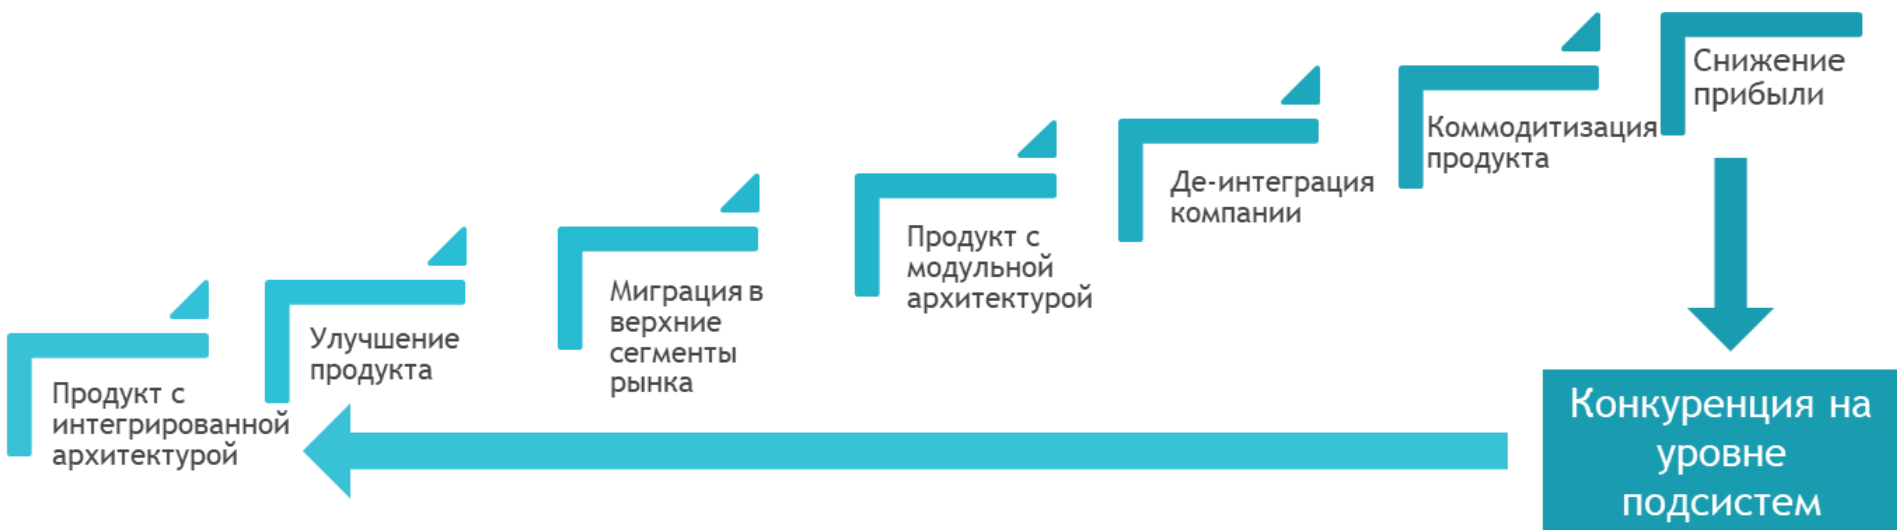 Продукт с
интегрированной
архитектурой
Улучшение
продукта
Миграция в
верхние
сегменты
рынка
Продукт с
модульной
архитектурой
Де-интеграция
компании
Коммодитизация
продукта
Снижение
прибыли
Конкуренция на
уровне
подсистем